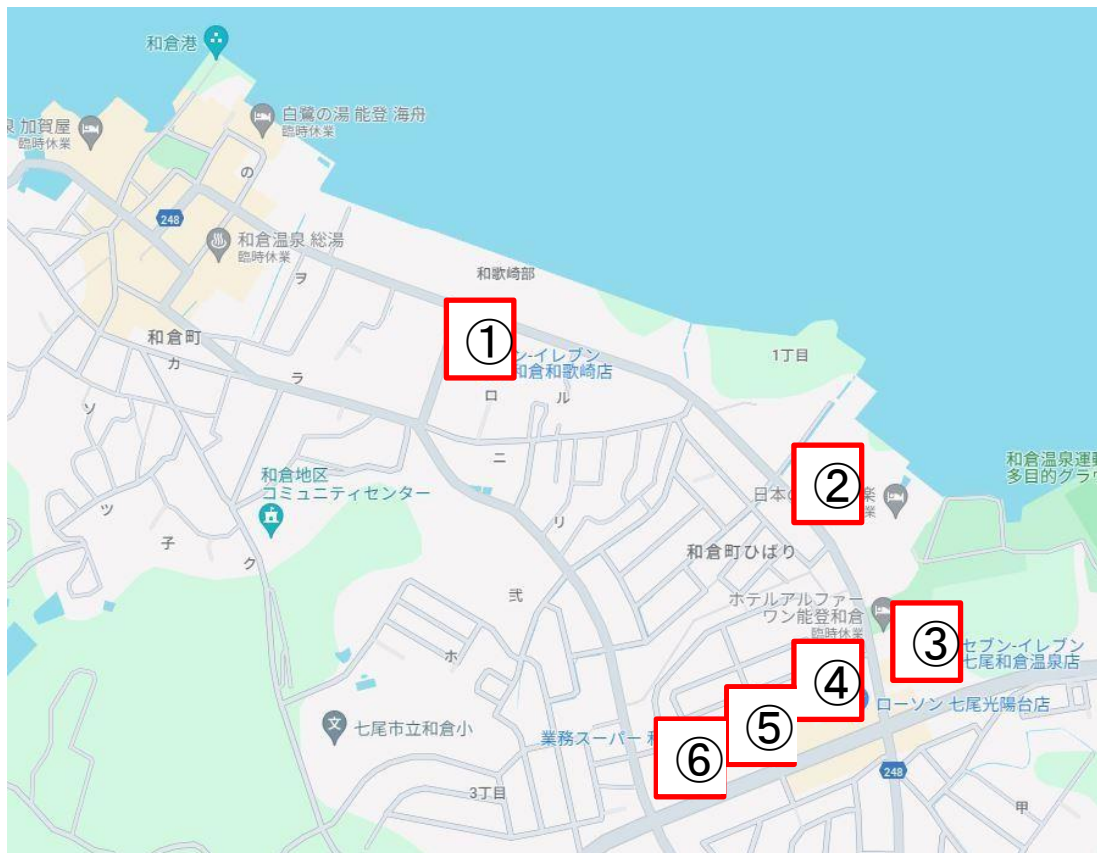 和倉港
白鷺の湯 能登 海舟
臨時休業
加賀屋
臨時休業
の
248
和倉温泉 総湯
臨時休業
ヲ
和歌崎部
①
ン-イレブン
和倉和歌崎店
和倉町
カ
ラ
ロ
ル
1丁目
ソ
ニ
和倉地区
コミュニティセンター
②
日本の
業
和倉温泉運動
多目的グラウ
ツ
子
ク
リ
和倉町ひばり
弐
ホテルアルファー
ワン能登和倉
臨時休業
③
セブン-イレブン
七尾和倉温泉店
ホ
④
ローソン 七尾光陽台店
文
七尾市立和倉小
業務スーパー
⑤
⑥
248
3丁目
甲